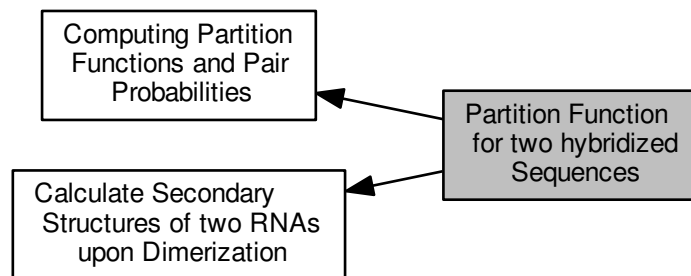 Computing Partition
Functions and Pair
Probabilities
Partition Function
for two hybridized
Sequences
Calculate Secondary
Structures of two RNAs
upon Dimerization